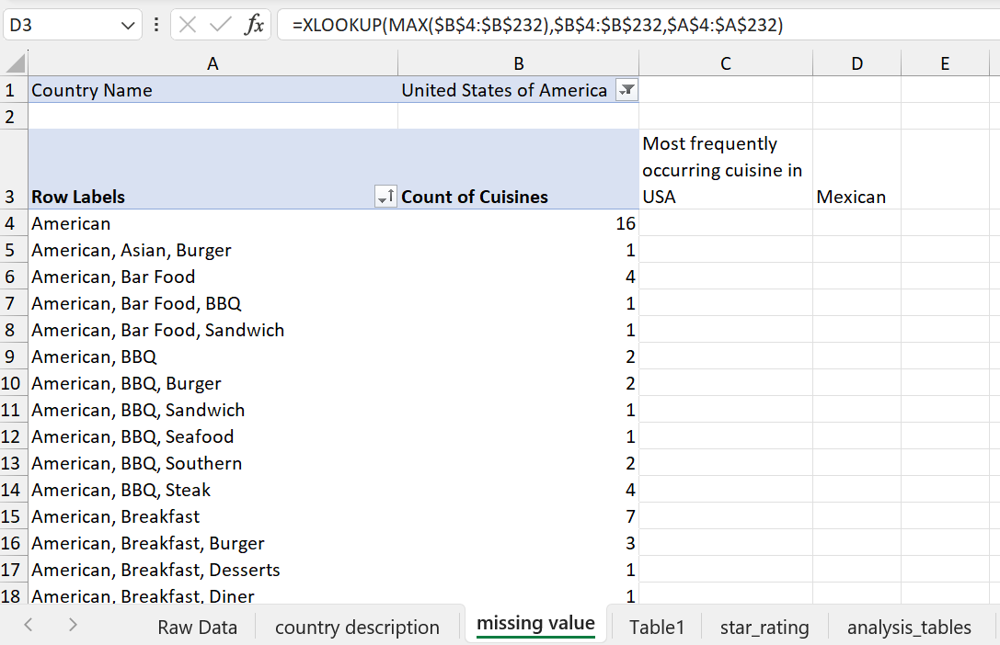 D3 fx =XLOOKUP(MAX($B$4:$B$232),$B$4:$B$232,$A$4:$A$232)
A B C D E
1 Country Name United States of America
2
Most frequently
occurring cuisine in
3 Row Labels Count of Cuisines USA Mexican
4 American 16
5 American, Asian, Burger 1
6 American, Bar Food 4
7 American, Bar Food, BBQ 1
8 American, Bar Food, Sandwich 1
9 American, BBQ 2
10 American, BBQ, Burger 2
11 American, BBQ, Sandwich 1
12 American, BBQ, Seafood 1
13 American, BBQ, Southern 2
14 American, BBQ, Steak 4
15 American, Breakfast 7
16 American, Breakfast, Burger 3
17 American, Breakfast, Desserts 1
18 American, Breakfast, Diner 1
Raw Data country description missing value Table1 star_rating analysis_tables